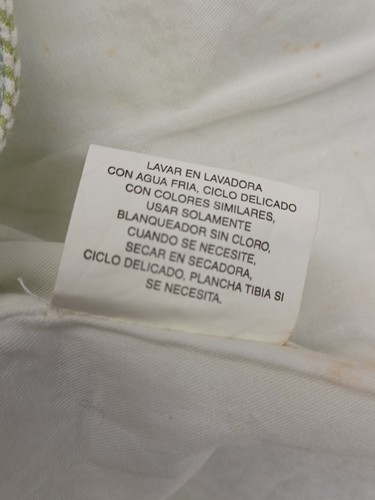 LAVAR EN LAVADORA
CON AGUA FRIA, CICLO DELICADO
CON COLORES SIMILARES,
USAR SOLAMENTE
BLANQUEADOR SIN CLORO,
CUANDO SE NECESITE,
SECAR EN SECADORA,
CICLO DELICADO, PLANCHA TIBIA SI
SE NECESITA.